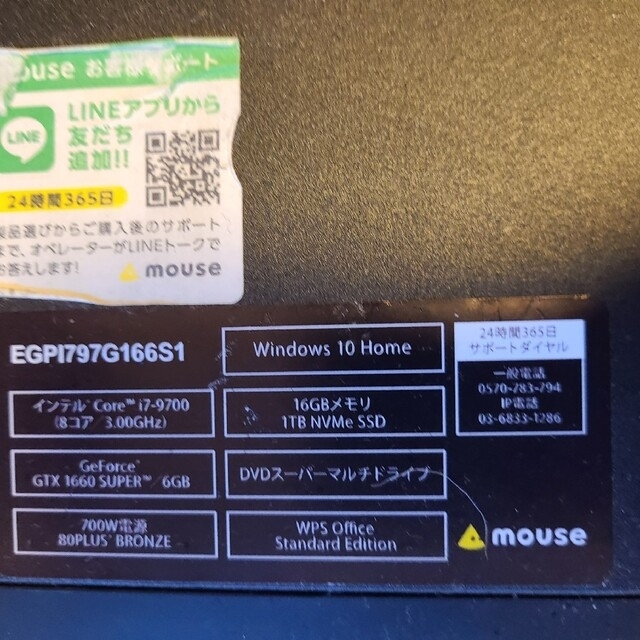 mouse お客様サポート
LINE
LINEアプリから
友だち
追加!!
24時間365日
製品選びからご購入後のサポート
まで、オペレーターがLINEトークで
お答えします!
mouse
EGPI797G166S1
Windows 10 Home
24時間365日
サポートダイヤル
一般電話
0570-783-794
IP電話
03-6833-1286
インテル® Core™ i7-9700
(8コア/3.00GHz)
16GBメモリ
1TB NVMe SSD
GeForce®
GTX 1660 SUPER™/6GB
DVDスーパーマルチドライブ
700W電源
80PLUS® BRONZE
WPS Office
Standard Edition
mouse